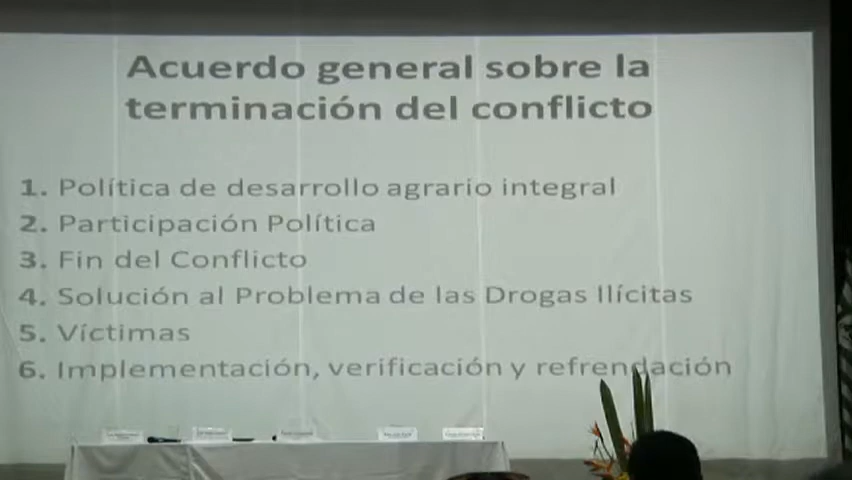 Acuerdo general sobre la
terminación del conflicto
1. Política de desarrollo agrario integral
2. Participación Política
3. Fin del Conflicto
4. Solución al Problema de las Drogas Ilícitas
5. Víctimas
6. Implementación, verificación y refrendación